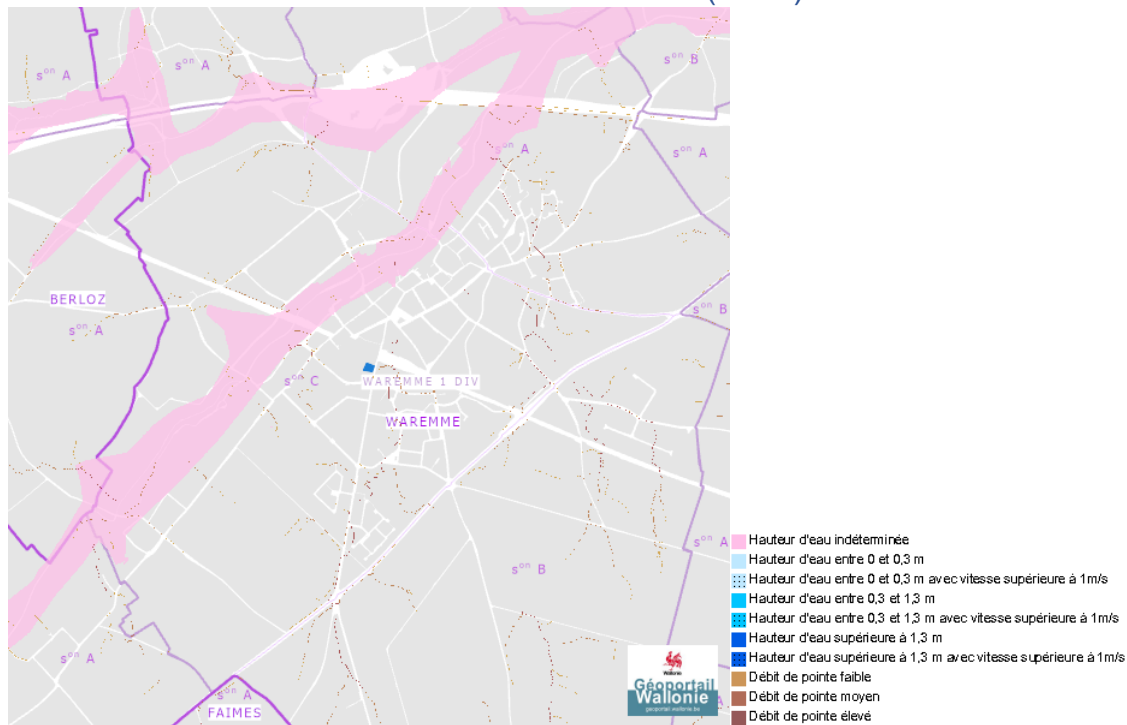 sᵒⁿ A
sᵒⁿ A
sᵒⁿ B
sᵒⁿ A
sᵒⁿ A
BERLOZ
sᵒⁿ A
sᵒⁿ B
sᵒⁿ C
WAREMME 1 DIV
WAREMME
sᵒⁿ A
sᵒⁿ B
sᵒⁿ A
sᵒⁿ A
FAIMES
Wallonie
Géoportail
Wallonie
geoportail.wallonie.be
Hauteur d'eau indéterminée
Hauteur d'eau entre 0 et 0,3 m
Hauteur d'eau entre 0 et 0,3 m avec vitesse supérieure à 1m/s
Hauteur d'eau entre 0,3 et 1,3 m
Hauteur d'eau entre 0,3 et 1,3 m avec vitesse supérieure à 1m/s
Hauteur d'eau supérieure à 1,3 m
Hauteur d'eau supérieure à 1,3 m avec vitesse supérieure à 1m/s
Débit de pointe faible
Débit de pointe moyen
Débit de pointe élevé